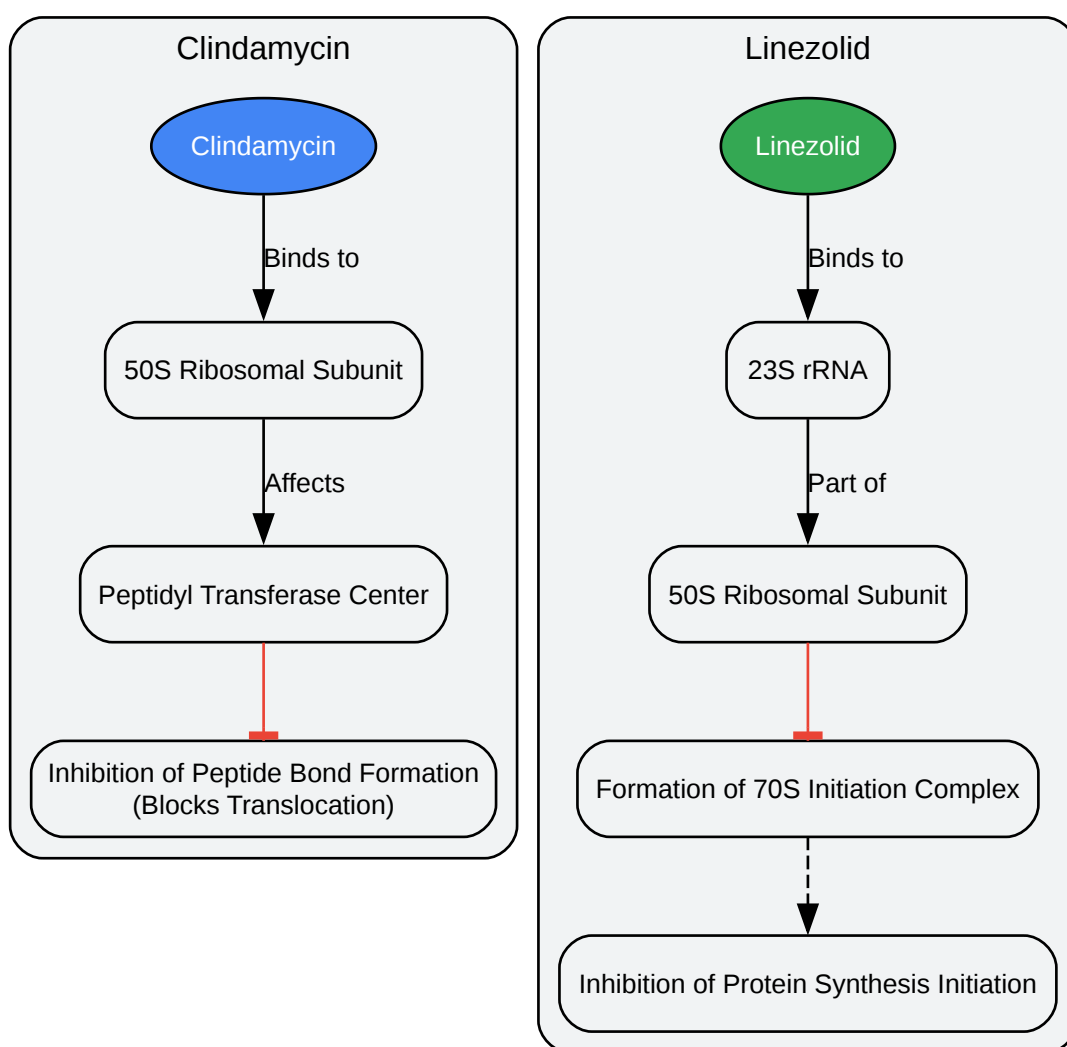 Clindamycin
Clindamycin
Binds to
50S Ribosomal Subunit
Affects
Peptidyl Transferase Center
Inhibition of Peptide Bond Formation
(Blocks Translocation)
Linezolid
Linezolid
Binds to
23S rRNA
Part of
50S Ribosomal Subunit
Formation of 70S Initiation Complex
Inhibition of Protein Synthesis Initiation